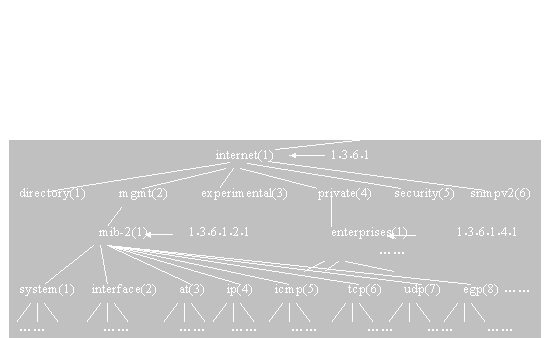 internet(1) 1.3.6.1
directory(1) mgmt(2) experimental(3) private(4) security(5) snmpv2(6)
mib-2(1) 1.3.6.1.2.1 enterprises(1) 1.3.6.1.4.1
……
system(1) interface(2) at(3) ip(4) icmp(5) tcp(6) udp(7) egp(8) ……
…… …… …… …… …… …… …… ……